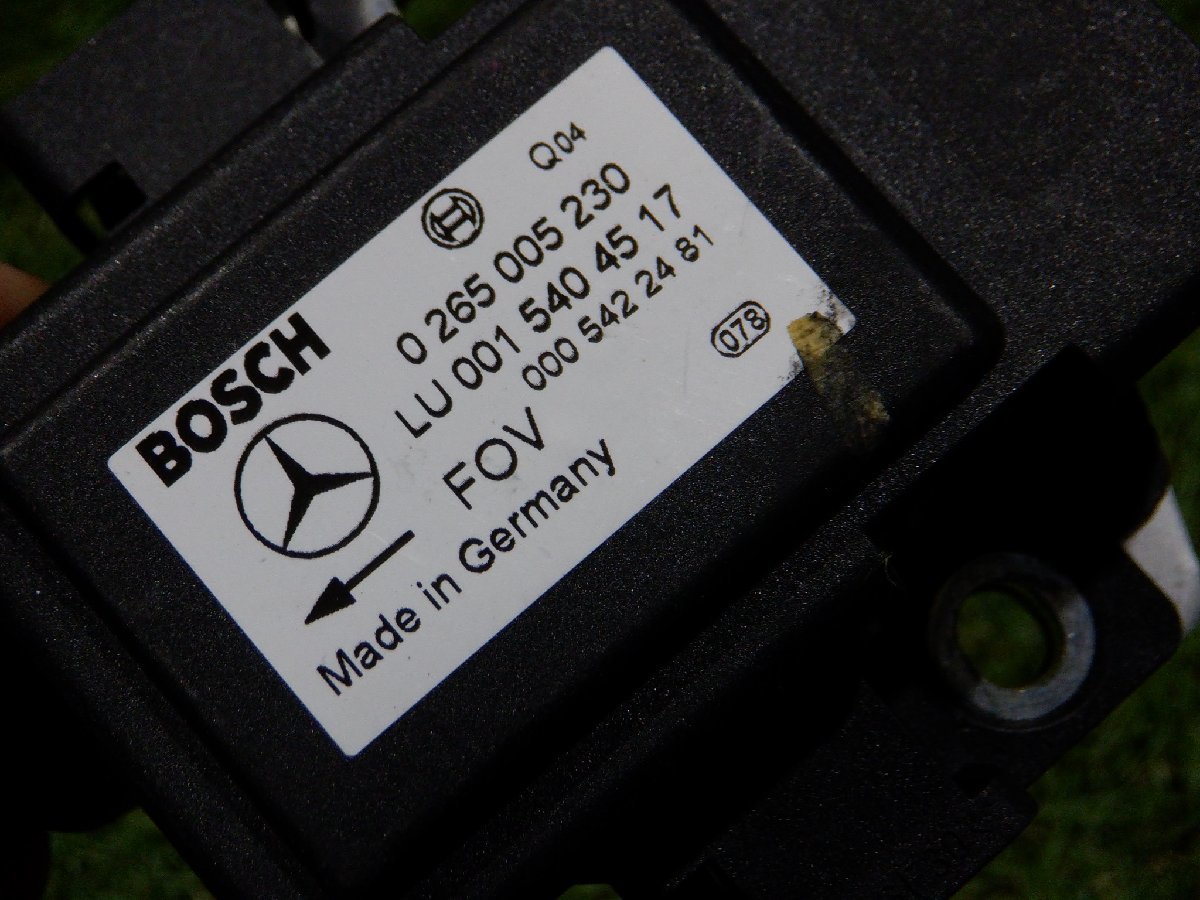 Q04
BOSCH
0 265 005 230
LU 001 540 45 17
000 542 24 81
078
FOV
Made in Germany